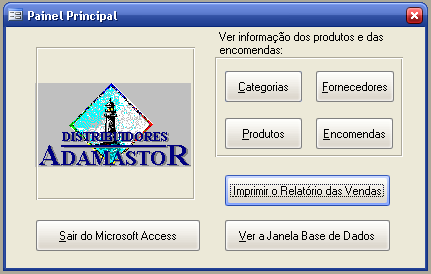 Painel Principal
Ver informação dos produtos e das
encomendas:
Categorias
Fornecedores
Produtos
Encomendas
DISTRIBUIDORES
ADAMASTOR
Imprimir o Relatório das Vendas
Sair do Microsoft Access
Ver a Janela Base de Dados